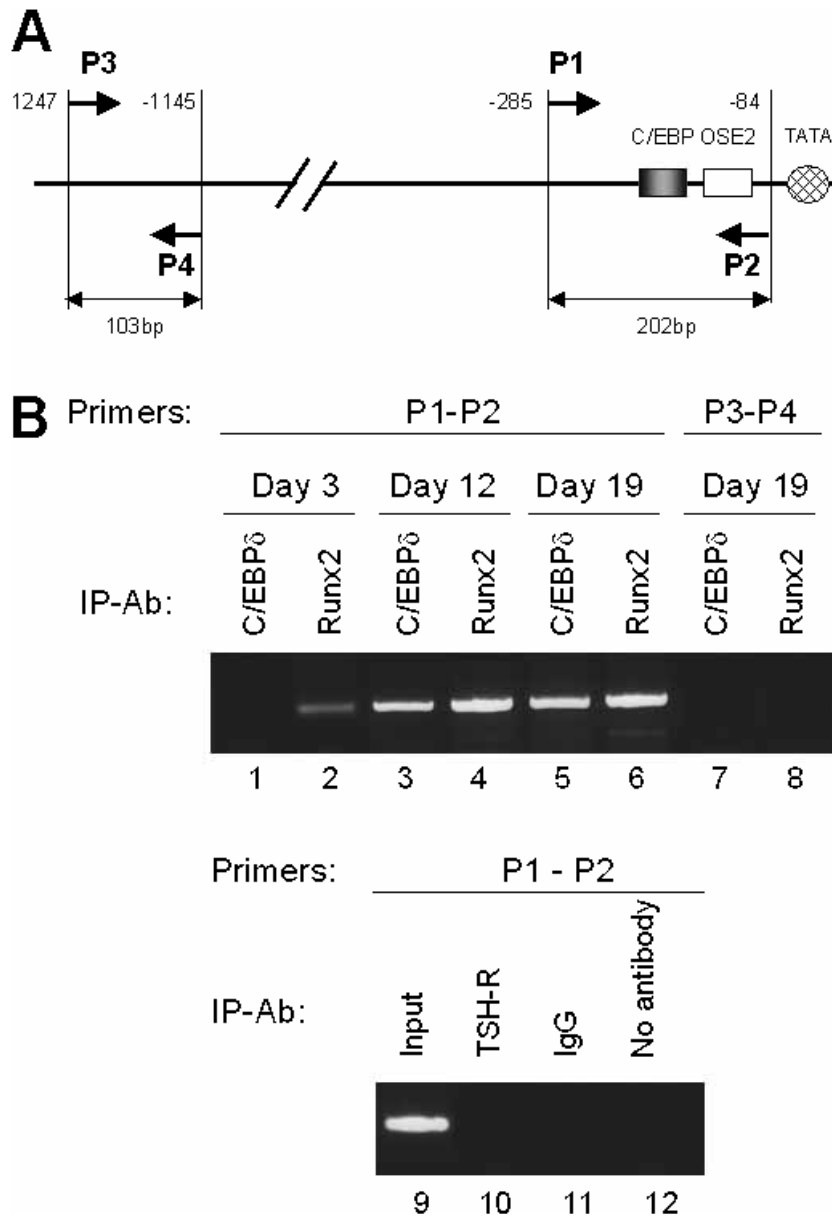 A
P3
P1
1247
-1145
-285
-84
C/EBP OSE2 TATA
P4
P2
103bp
202bp
B
Primers: P1-P2 P3-P4
Day 3 Day 12 Day 19 Day 19
IP-Ab: C/EBPδ Runx2 C/EBPδ Runx2 C/EBPδ Runx2 C/EBPδ Runx2
1 2 3 4 5 6 7 8
Primers: P1 - P2
IP-Ab: Input TSH-R IgG No antibody
9 10 11 12